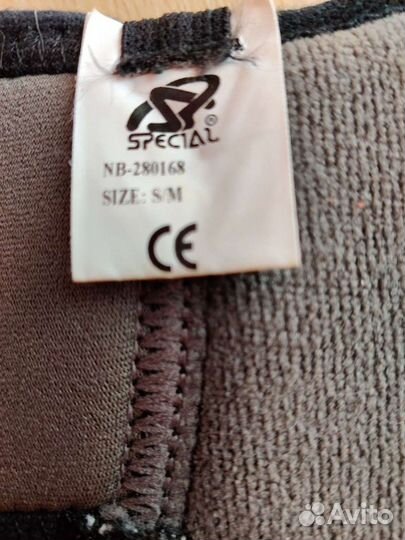 SPECIAL®
NB-280168
SIZE: S/M
CE
Avito